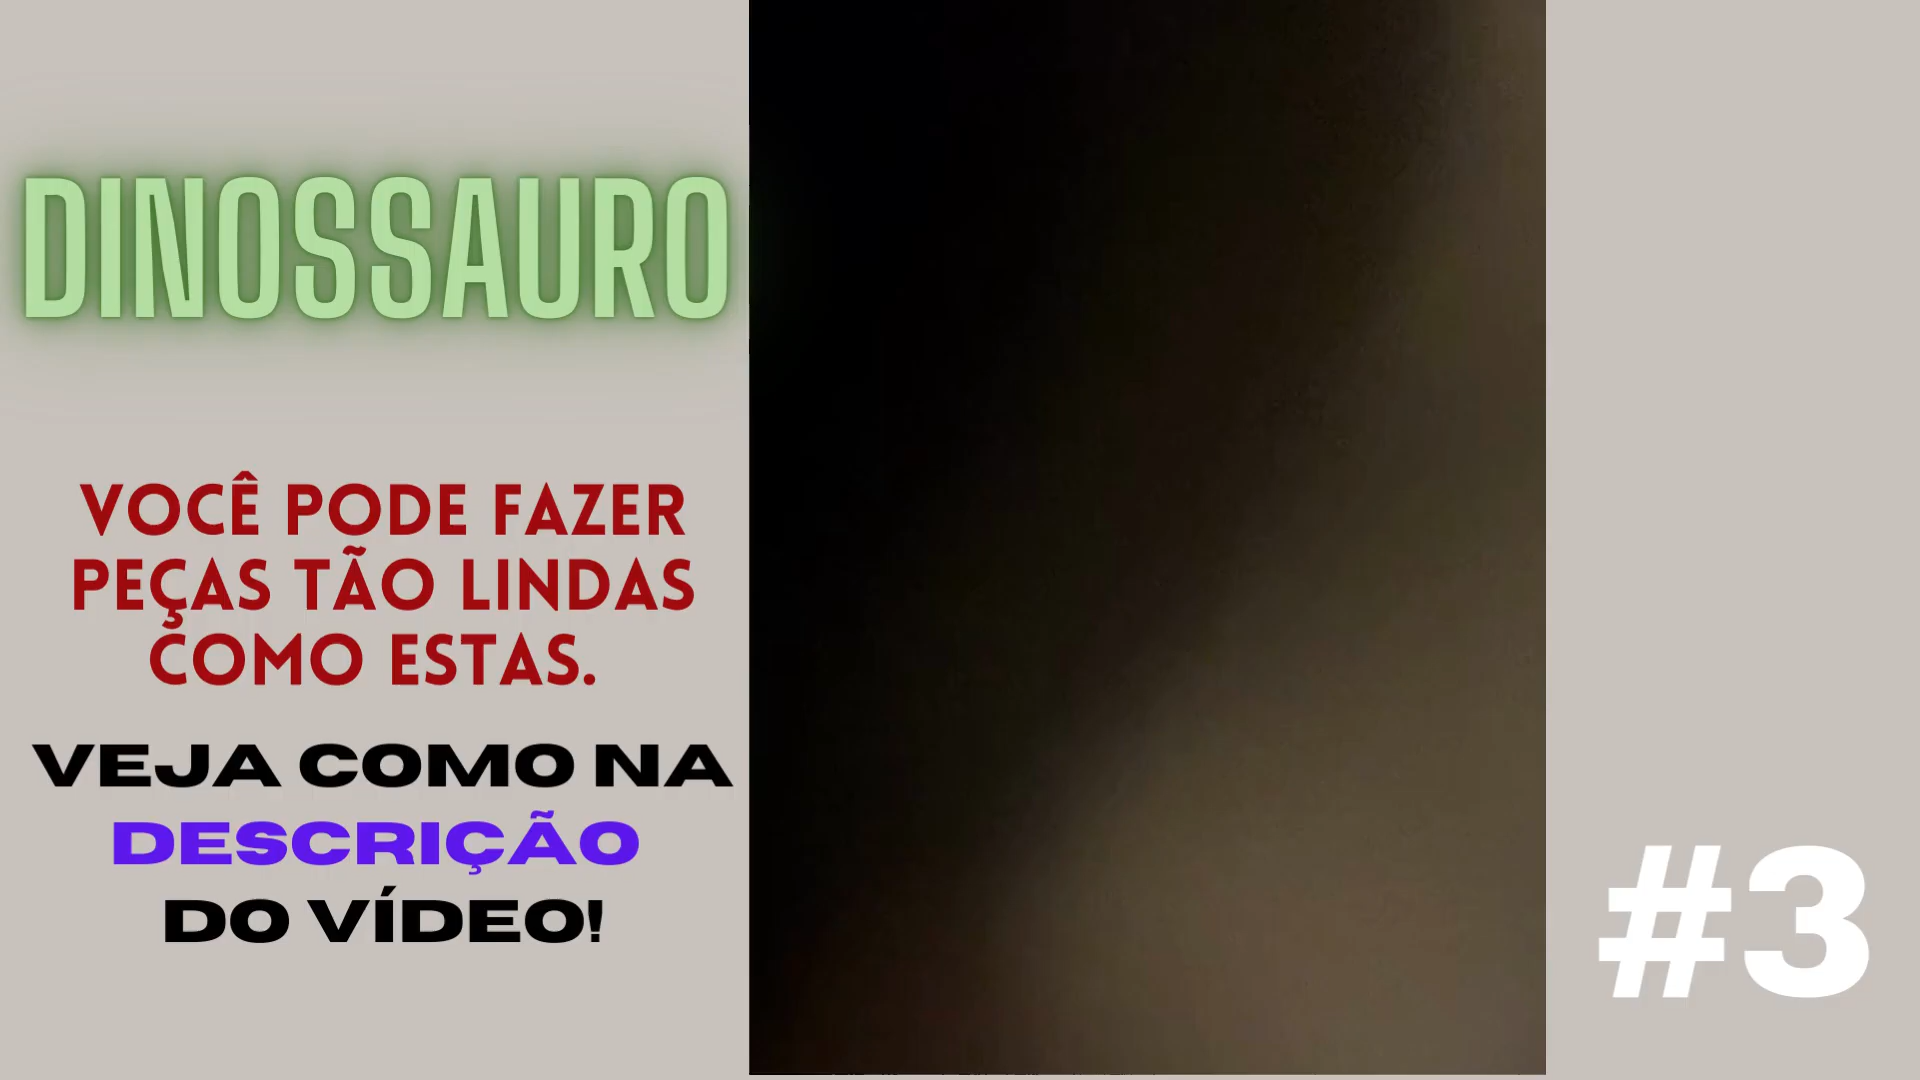 DINOSSAURO
VOCÊ PODE FAZER
PEÇAS TÃO LINDAS
COMO ESTAS.
VEJA COMO NA
DESCRIÇÃO
DO VÍDEO!
#3